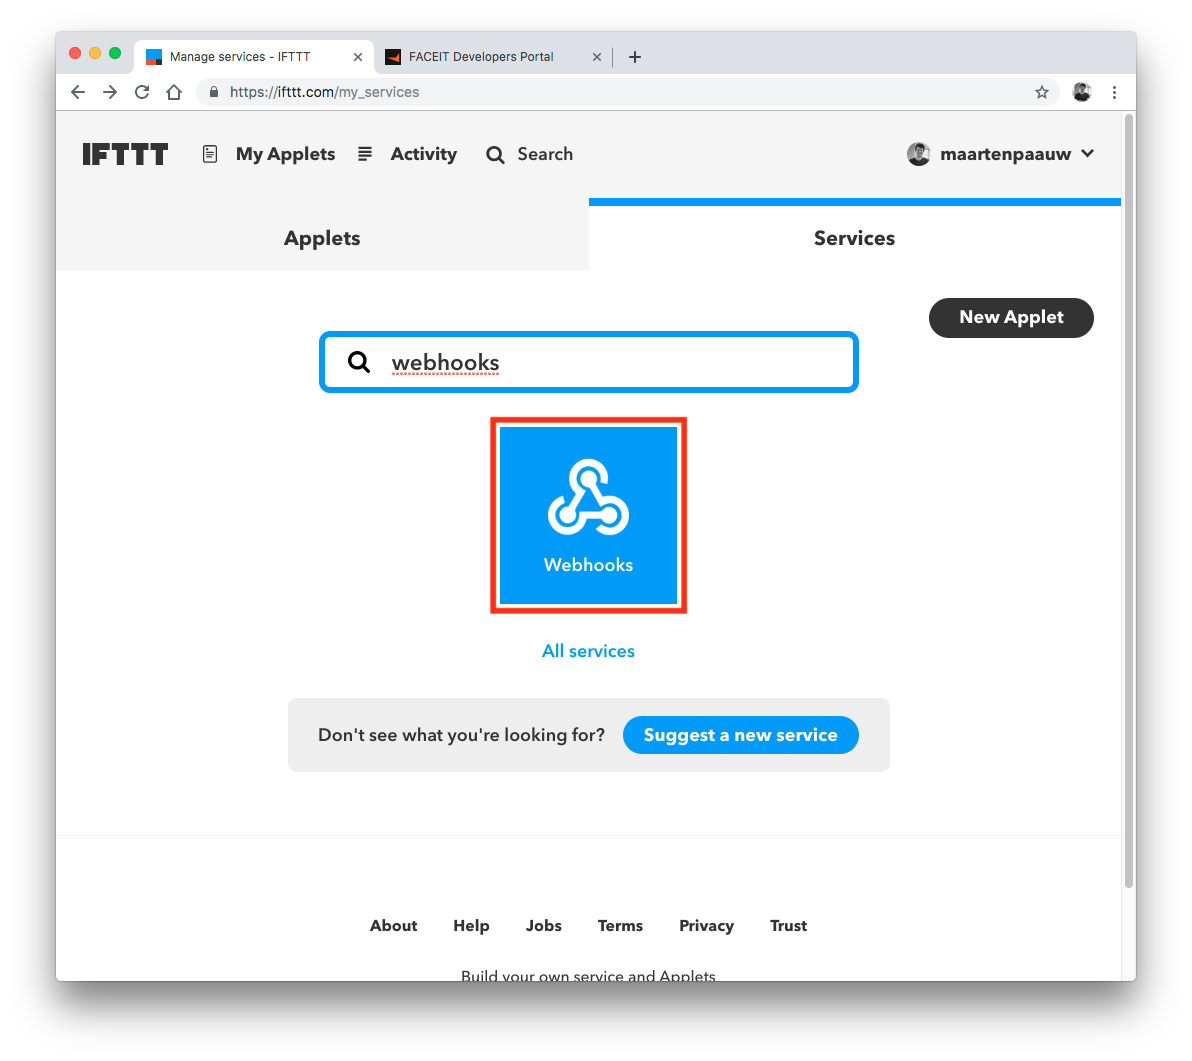 Manage services - IFTTT
FACEIT Developers Portal
https://ifttt.com/my_services
IFTTT My Applets Activity Search maartenpaauw
Applets Services
New Applet
webhooks
Webhooks
All services
Don't see what you're looking for? Suggest a new service
About Help Jobs Terms Privacy Trust
Build your own service and Applets